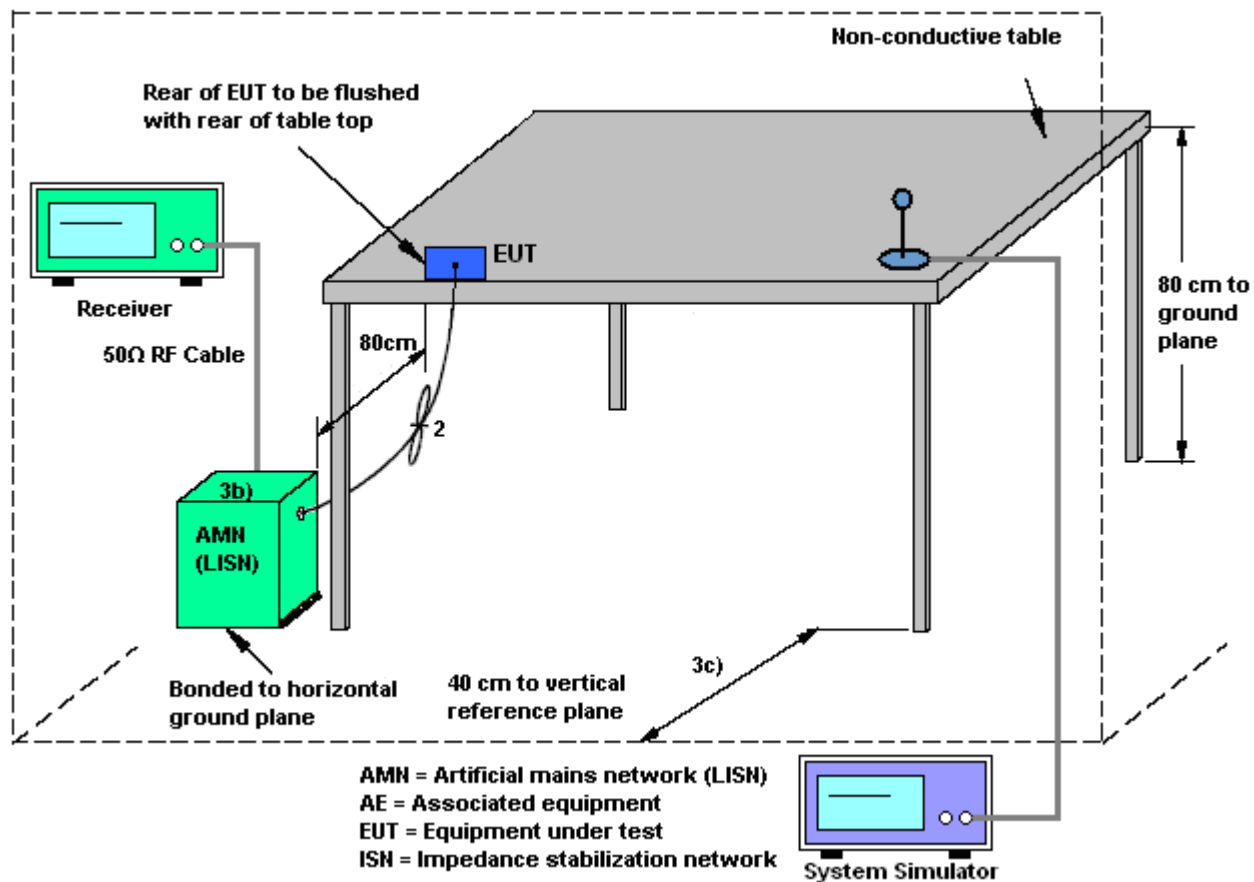 Non-conductive table
Rear of EUT to be flushed
with rear of table top
EUT
Receiver
80 cm to
ground
plane
80cm
50Ω RF Cable
2
3b)
AMN
(LISN)
3c)
Bonded to horizontal
ground plane
40 cm to vertical
reference plane
AMN = Artificial mains network (LISN)
AE = Associated equipment
EUT = Equipment under test
ISN = Impedance stabilization network
System Simulator